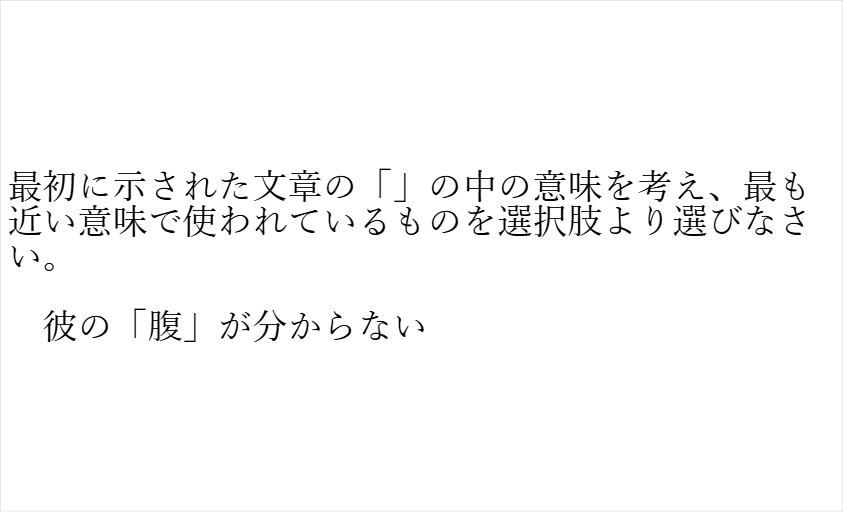 最初に示された文章の「」の中の意味を考え、最も
近い意味で使われているものを選択肢より選びなさ
い。
　彼の「腹」が分からない